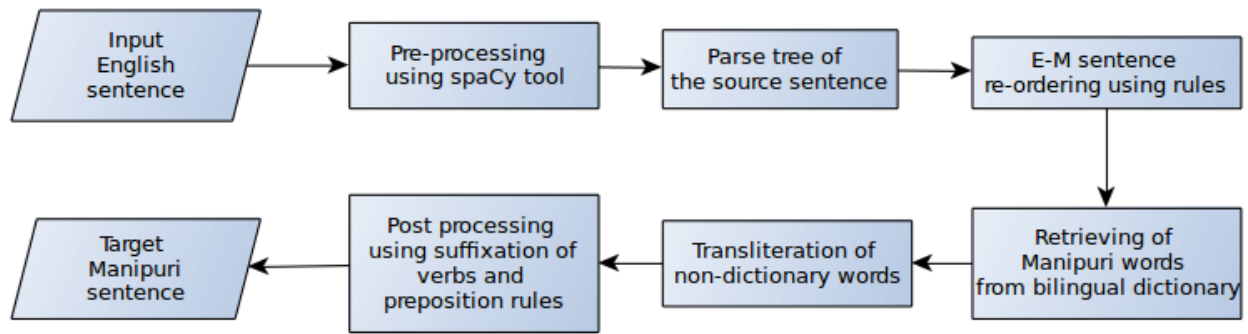 Input
English
sentence
Pre-processing
using spaCy tool
Parse tree of
the source sentence
E-M sentence
re-ordering using rules
Retrieving of
Manipuri words
from bilingual dictionary
Transliteration of
non-dictionary words
Post processing
using suffixation of
verbs and
preposition rules
Target
Manipuri
sentence